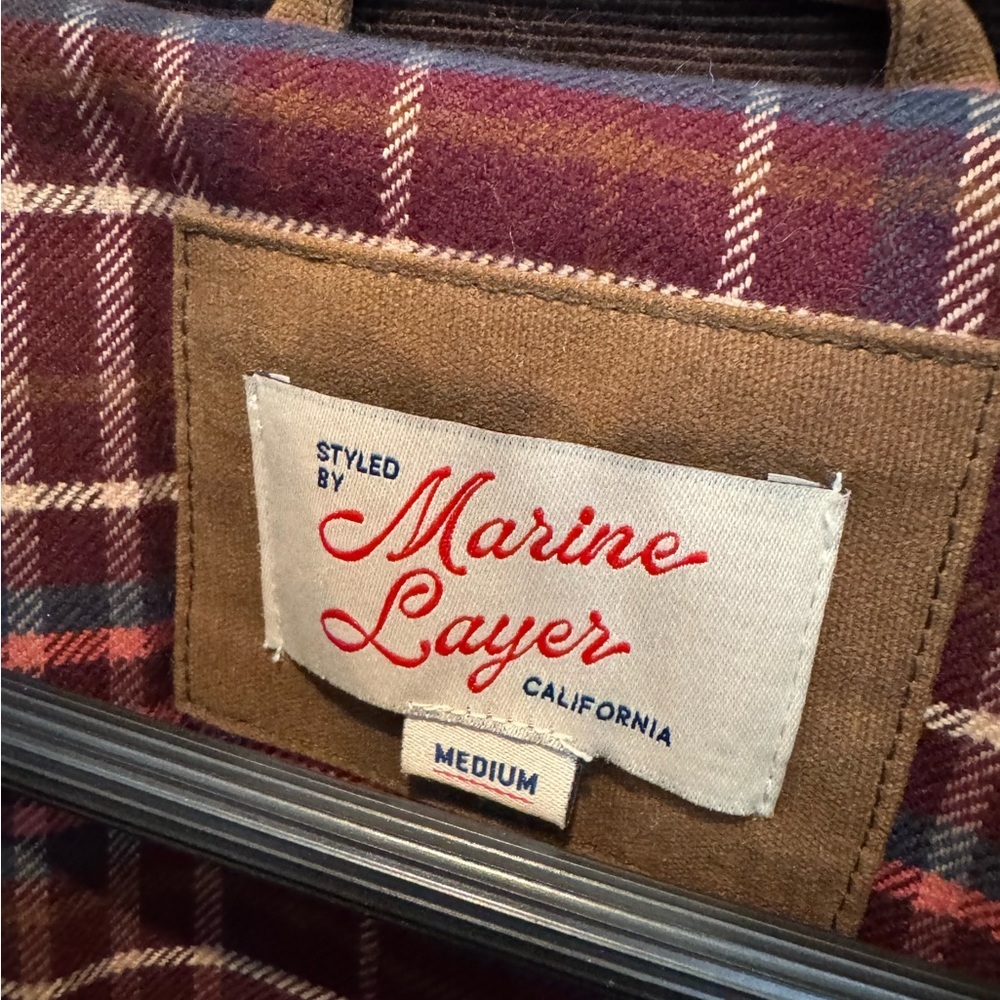 STYLED
BY
Marine
Layer
CALIFORNIA
MEDIUM